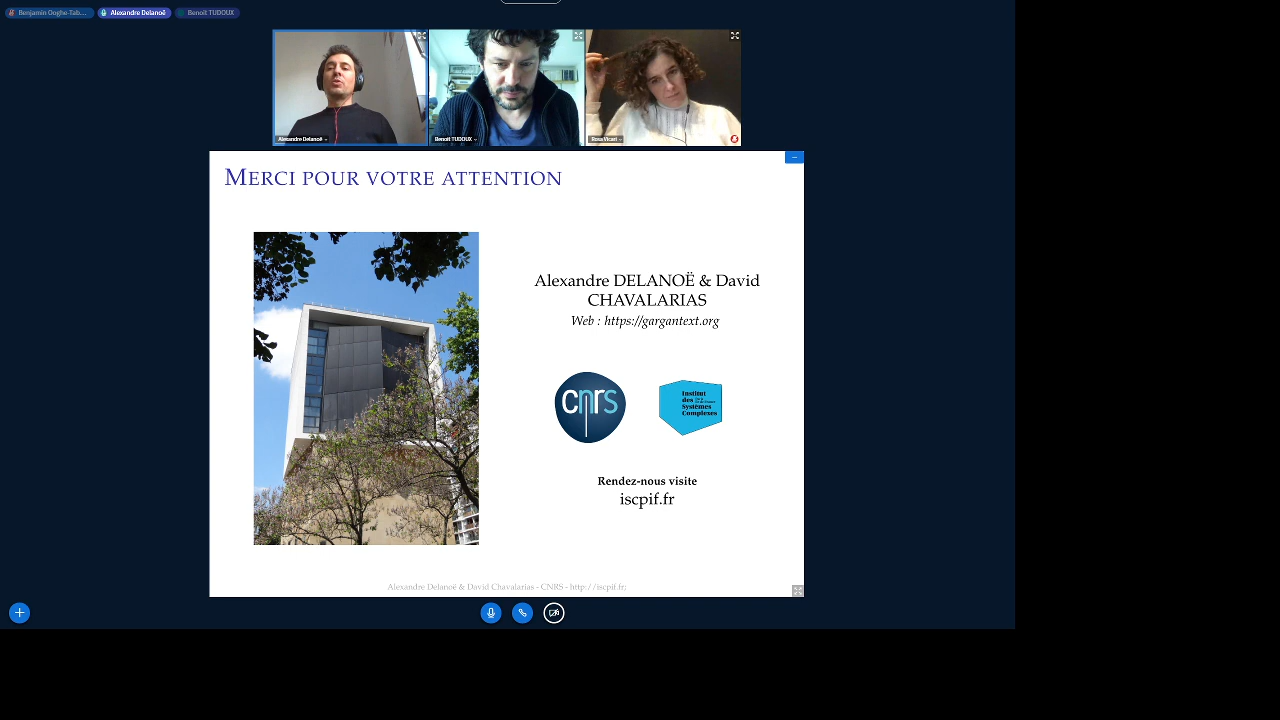 Benjamin Ooghe-Tab...
Alexandre Delanoë
Benoit TUDOUX
Alexandre Delanoë
Benoit TUDOUX
Rosa Vicari
MERCI POUR VOTRE ATTENTION
Alexandre DELANOË & David
CHAVALARIAS
Web : https://gargantext.org
cnrs
Institut
des
Systèmes
Complexes
Rendez-nous visite
iscpif.fr
Alexandre Delanoë & David Chavalarias - CNRS - http://iscpif.fr;